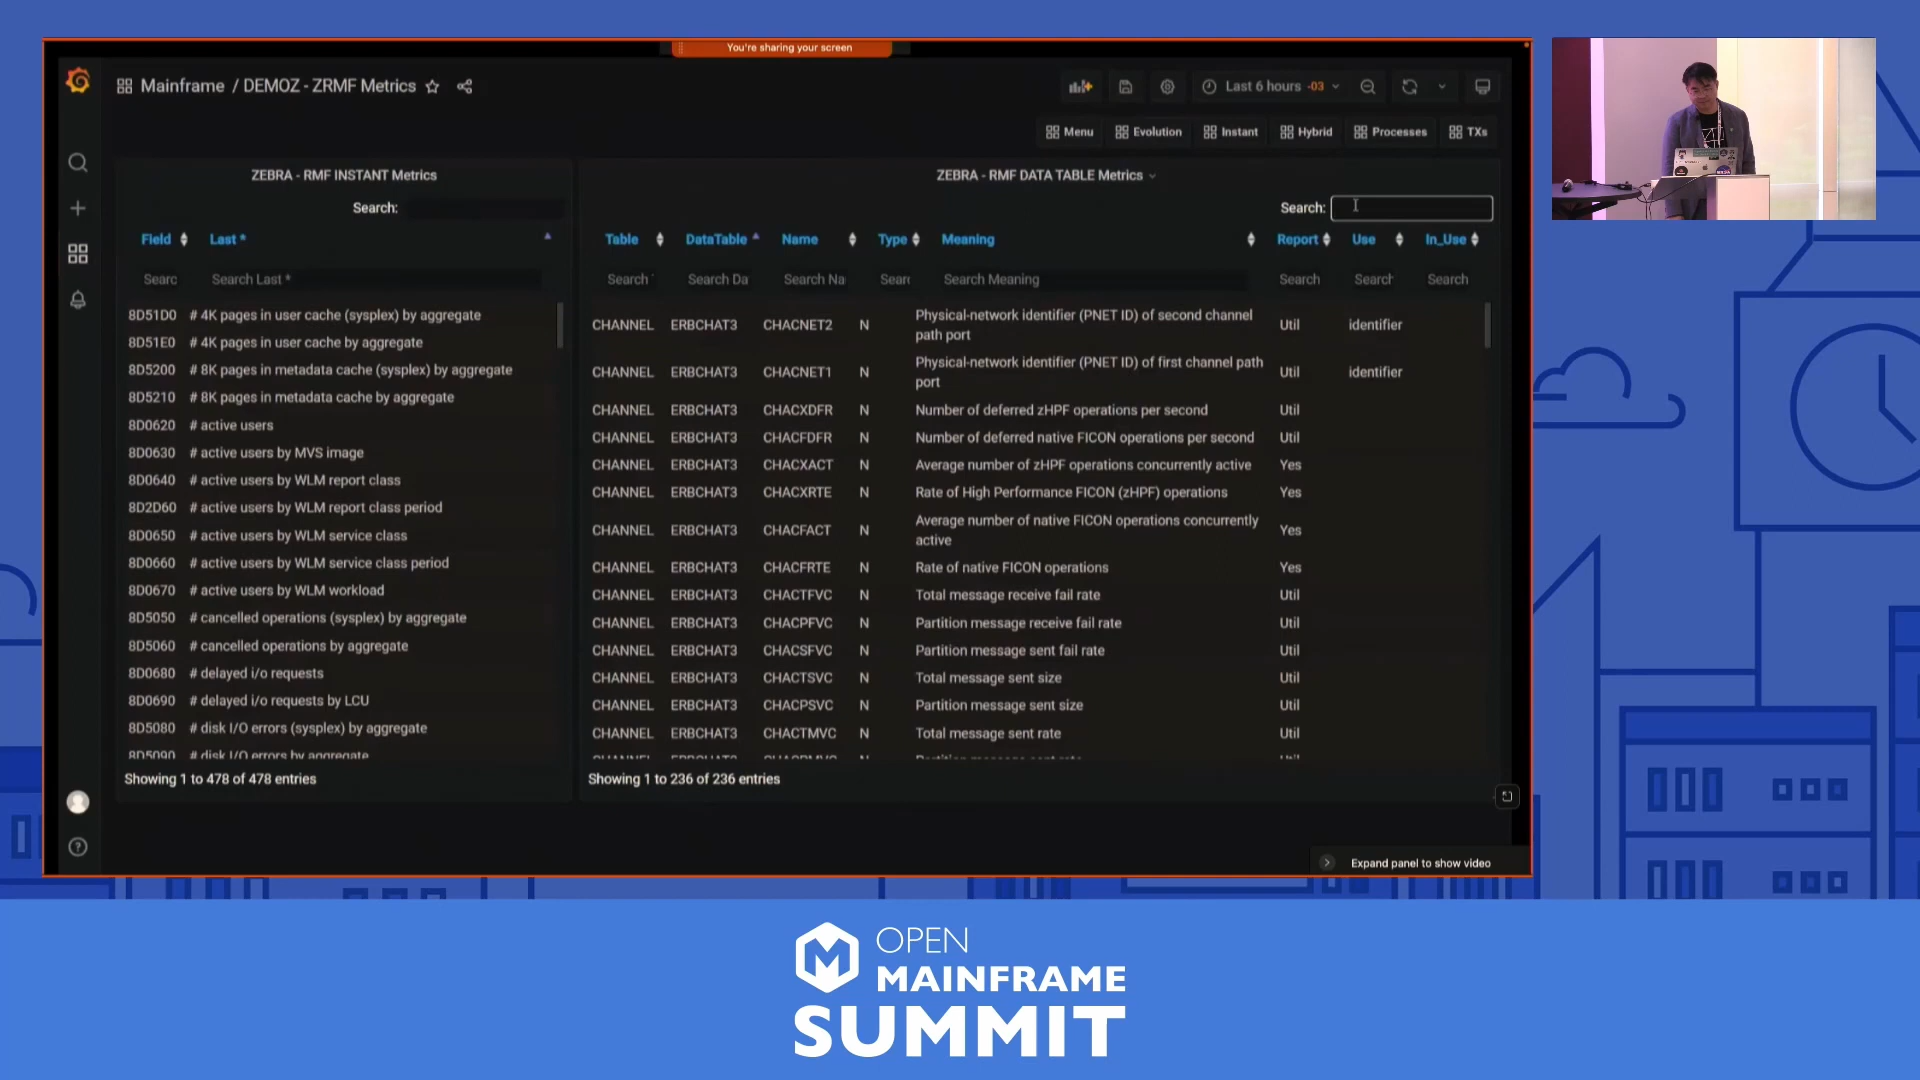 You're sharing your screen
Mainframe / DEMOZ - ZRMF Metrics
Last 6 hours -03
Menu Evolution Instant Hybrid Processes TXs
ZEBRA - RMF INSTANT Metrics
Search:
Field Last *
Searc Search Last *
8D51D0 # 4K pages in user cache (sysplex) by aggregate
8D51E0 # 4K pages in user cache by aggregate
8D5200 # 8K pages in metadata cache (sysplex) by aggregate
8D5210 # 8K pages in metadata cache by aggregate
8D0620 # active users
8D0630 # active users by MVS image
8D0640 # active users by WLM report class
8D2D60 # active users by WLM report class period
8D0650 # active users by WLM service class
8D0660 # active users by WLM service class period
8D0670 # active users by WLM workload
8D5050 # cancelled operations (sysplex) by aggregate
8D5060 # cancelled operations by aggregate
8D0680 # delayed i/o requests
8D0690 # delayed i/o requests by LCU
8D5080 # disk I/O errors (sysplex) by aggregate
8D5090 # disk I/O errors by aggregate
Showing 1 to 478 of 478 entries
ZEBRA - RMF DATA TABLE Metrics
Search:
Table DataTable Name Type Meaning Report Use In_Use
Search Search Da Search Na Searc Search Meaning Search Search Search
CHANNEL ERBCHAT3 CHACNET2 N Physical-network identifier (PNET ID) of second channel path port Util identifier
CHANNEL ERBCHAT3 CHACNET1 N Physical-network identifier (PNET ID) of first channel path port Util identifier
CHANNEL ERBCHAT3 CHACXDFR N Number of deferred zHPF operations per second Util
CHANNEL ERBCHAT3 CHACFDFR N Number of deferred native FICON operations per second Util
CHANNEL ERBCHAT3 CHACXACT N Average number of zHPF operations concurrently active Yes
CHANNEL ERBCHAT3 CHACXRTE N Rate of High Performance FICON (zHPF) operations Yes
CHANNEL ERBCHAT3 CHACFACT N Average number of native FICON operations concurrently active Yes
CHANNEL ERBCHAT3 CHACFRTE N Rate of native FICON operations Yes
CHANNEL ERBCHAT3 CHACTFVC N Total message receive fail rate Util
CHANNEL ERBCHAT3 CHACPFVC N Partition message receive fail rate Util
CHANNEL ERBCHAT3 CHACSFVC N Partition message sent fail rate Util
CHANNEL ERBCHAT3 CHACTSVC N Total message sent size Util
CHANNEL ERBCHAT3 CHACPSVC N Partition message sent size Util
CHANNEL ERBCHAT3 CHACTMVC N Total message sent rate Util
Showing 1 to 236 of 236 entries
Expand panel to show video
OPEN
MAINFRAME
SUMMIT